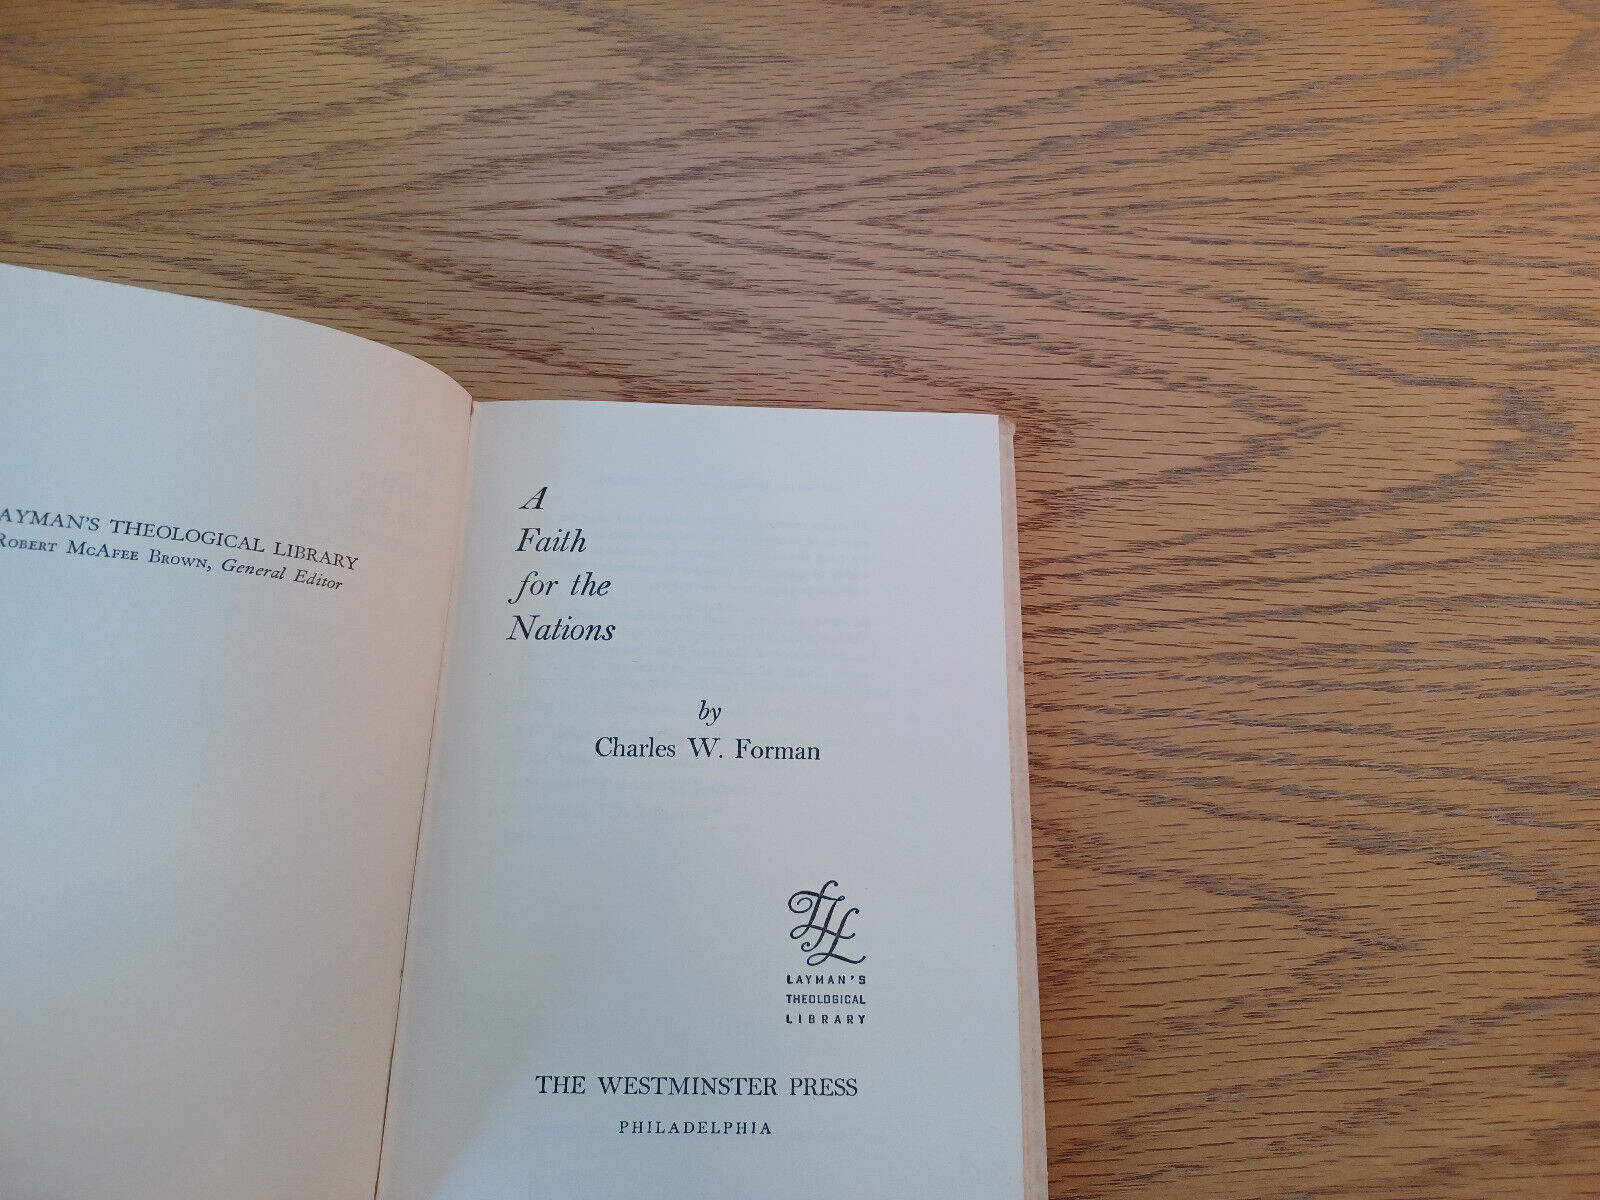 AYMAN'S THEOLOGICAL LIBRARY
ROBERT MCAFEE BROWN, General Editor
A
Faith
for the
Nations
by
Charles W. Forman
LTL
LAYMAN'S
THEOLOGICAL
LIBRARY
THE WESTMINSTER PRESS
PHILADELPHIA